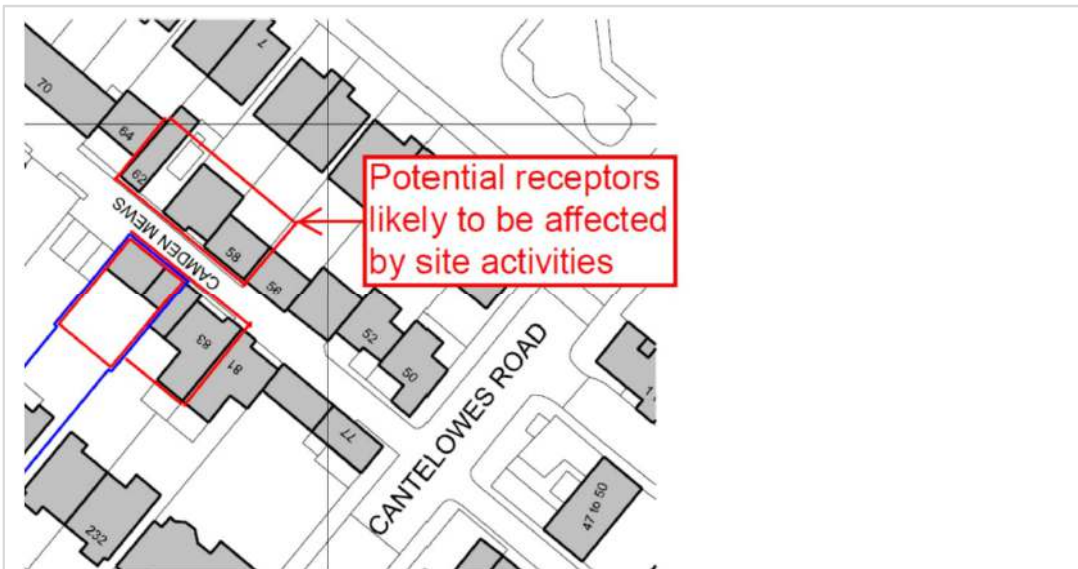 7
70
64
62
Potential receptors
likely to be affected
by site activities
CAMDEN MEWS
58
56
52
50
83
81
77
CANTELOWES ROAD
47 to 50
232